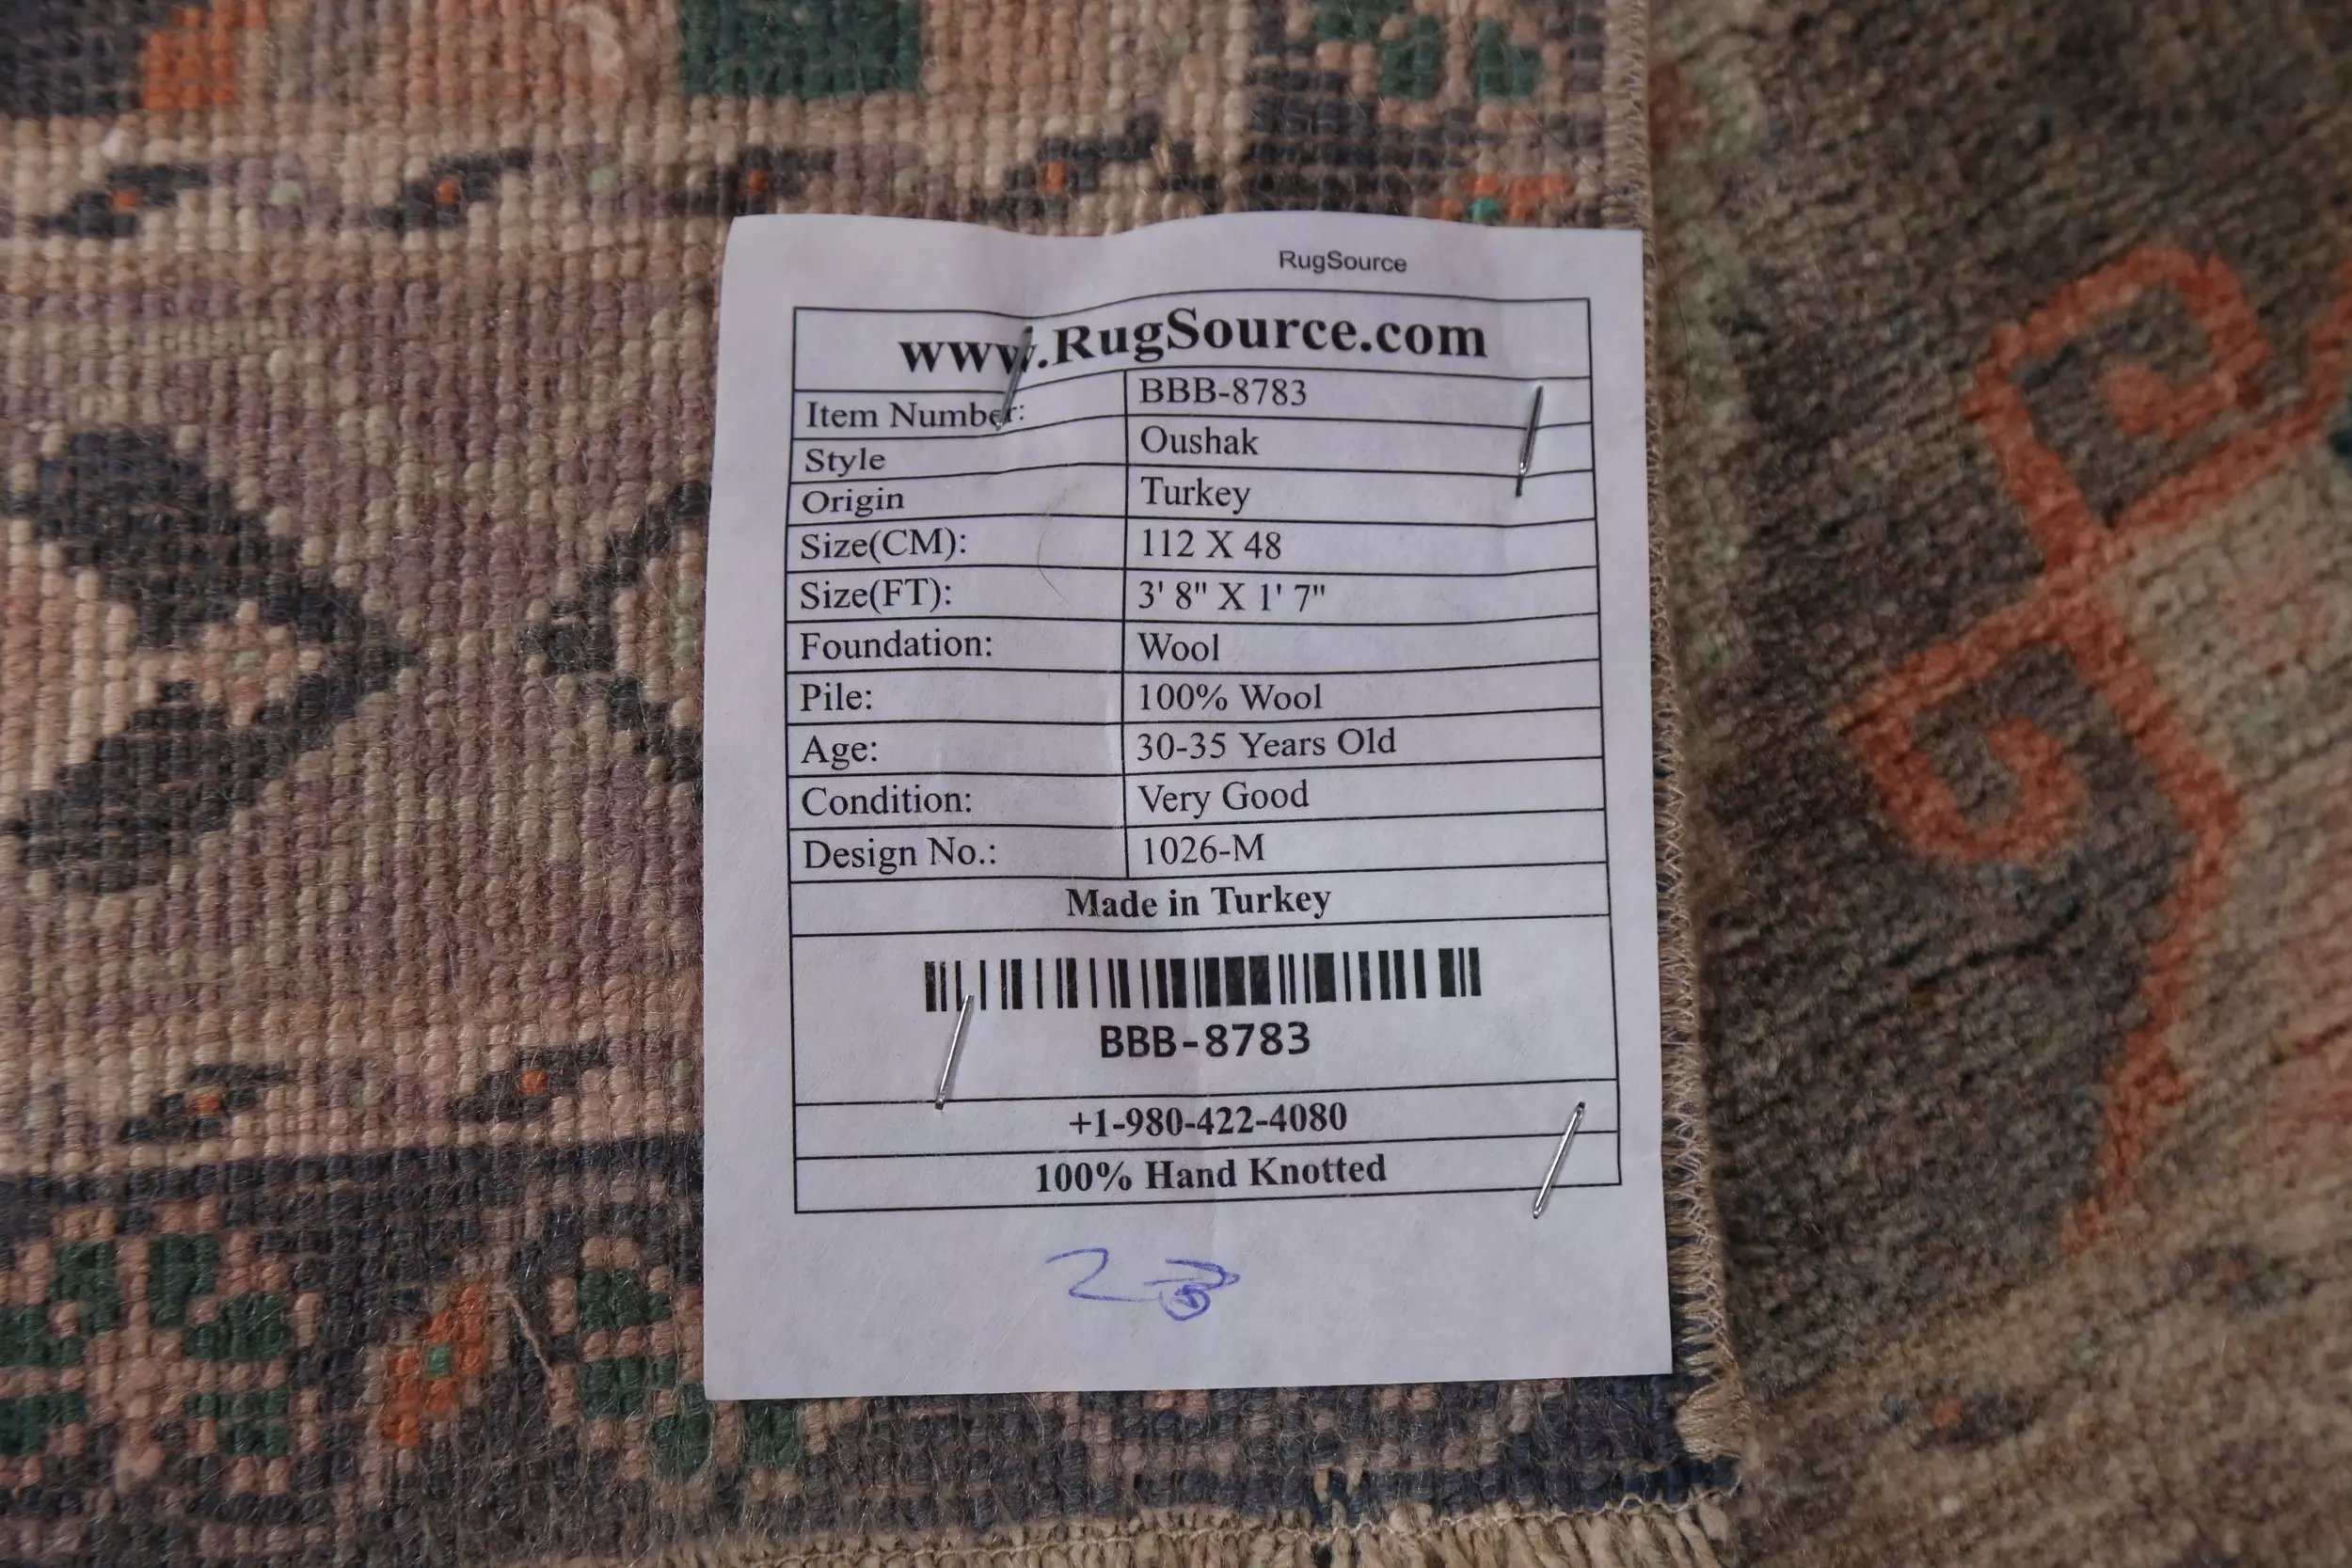 RugSource
www.RugSource.com
Item Number: BBB-8783
Style Oushak
Origin Turkey
Size(CM): 112 X 48
Size(FT): 3' 8" X 1' 7"
Foundation: Wool
Pile: 100% Wool
Age: 30-35 Years Old
Condition: Very Good
Design No.: 1026-M
Made in Turkey
BBB-8783
+1-980-422-4080
100% Hand Knotted